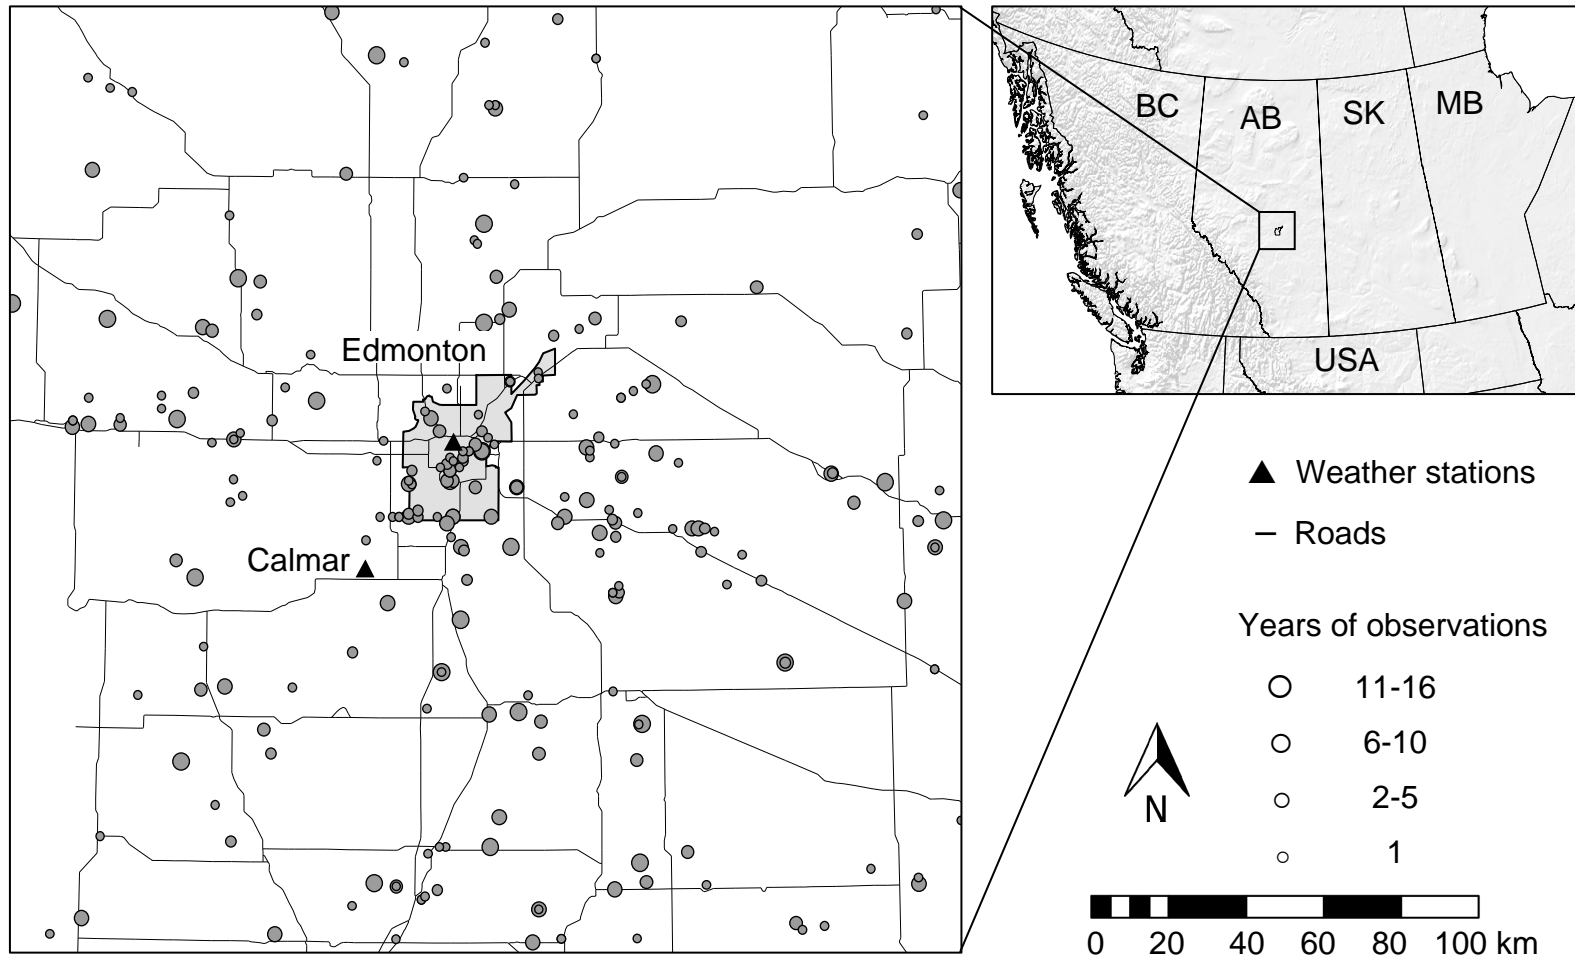 Edmonton
Calmar
BC
AB
SK
MB
USA
Weather stations
Roads
Years of observations
11-16
6-10
2-5
1
N
0 20 40 60 80 100 km